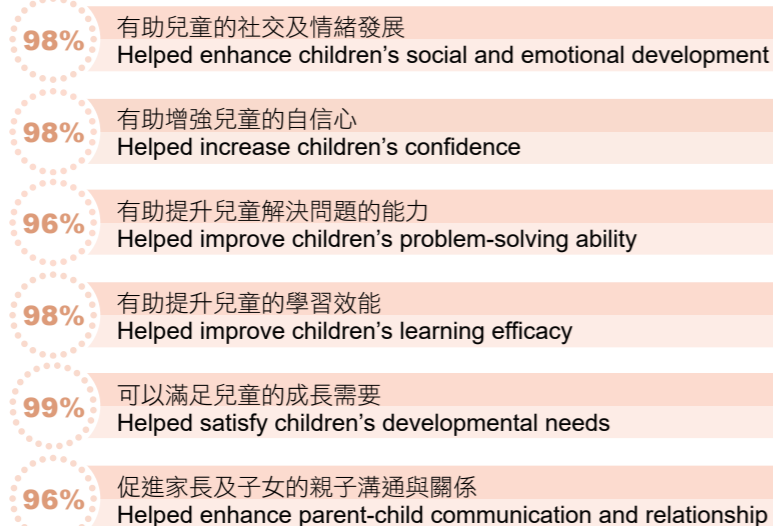 98%
有助兒童的社交及情緒發展
Helped enhance children’s social and emotional development
98%
有助增強兒童的自信心
Helped increase children’s confidence
96%
有助提升兒童解決問題的能力
Helped improve children’s problem-solving ability
98%
有助提升兒童的學習效能
Helped improve children’s learning efficacy
99%
可以滿足兒童的成長需要
Helped satisfy children’s developmental needs
96%
促進家長及子女的親子溝通與關係
Helped enhance parent-child communication and relationship